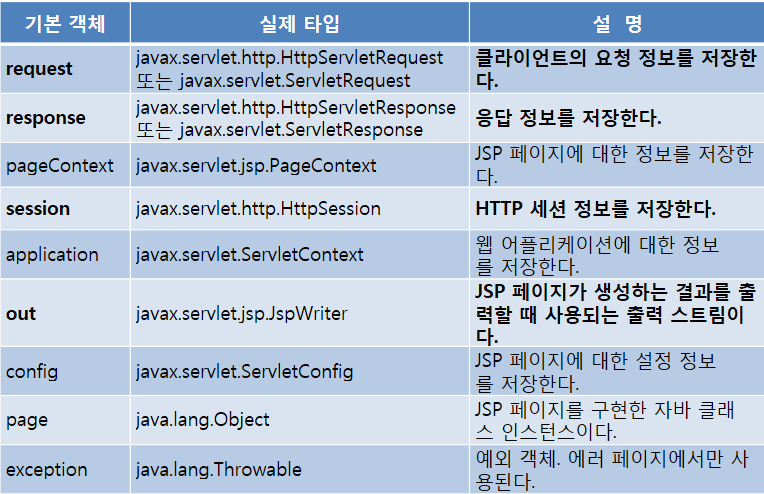 기본 객체 실제 타입 설 명
request javax.servlet.http.HttpServletRequest 클라이언트의 요청 정보를 저장한
또는 javax.servlet.ServletRequest 다.
response javax.servlet.http.HttpServletResponse 응답 정보를 저장한다.
또는 javax.servlet.ServletResponse
pageContext javax.servlet.jsp.PageContext JSP 페이지에 대한 정보를 저장한
다.
session javax.servlet.http.HttpSession HTTP 세션 정보를 저장한다.
application javax.servlet.ServletContext 웹 어플리케이션에 대한 정보
를 저장한다.
out javax.servlet.jsp.JspWriter JSP 페이지가 생성하는 결과를 출
력할 때 사용되는 출력 스트림이
다.
config javax.servlet.ServletConfig JSP 페이지에 대한 설정 정보
를 저장한다.
page java.lang.Object JSP 페이지를 구현한 자바 클래
스 인스턴스이다.
exception java.lang.Throwable 예외 객체. 에러 페이지에서만 사
용된다.